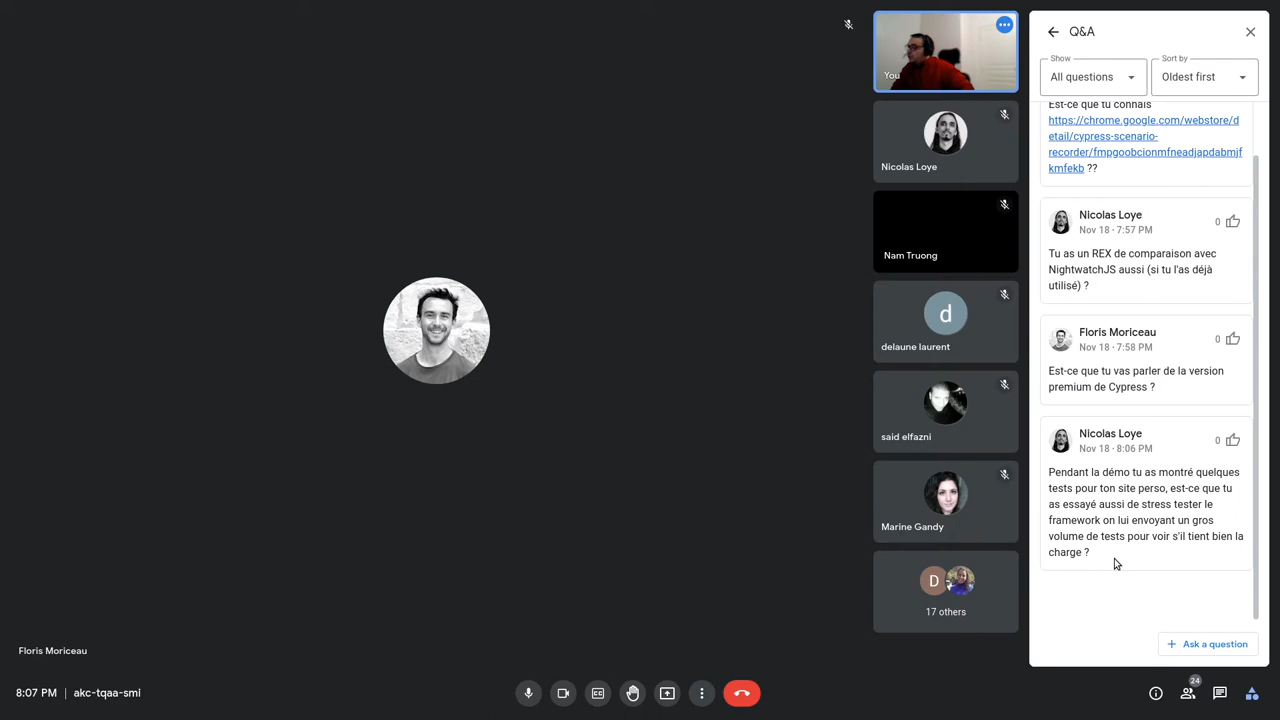 You
Nicolas Loye
Nam Truong
d
delaune laurent
said elfazni
Marine Gandy
D
17 others
Floris Moriceau
8:07 PM | akc-tqaa-smi
24
Q&A
Show
All questions
Sort by
Oldest first
Est-ce que tu connais
https://chrome.google.com/webstore/d
etail/cypress-scenario-
recorder/fmpgoobcionmfneadjapdabmjf
kmfekb ??
Nicolas Loye
Nov 18 · 7:57 PM
0
Tu as un REX de comparaison avec
NightwatchJS aussi (si tu l'as déjà
utilisé) ?
Floris Moriceau
Nov 18 · 7:58 PM
0
Est-ce que tu vas parler de la version
premium de Cypress ?
Nicolas Loye
Nov 18 · 8:06 PM
0
Pendant la démo tu as montré quelques
tests pour ton site perso, est-ce que tu
as essayé aussi de stress tester le
framework on lui envoyant un gros
volume de tests pour voir s'il tient bien la
charge ?
Ask a question